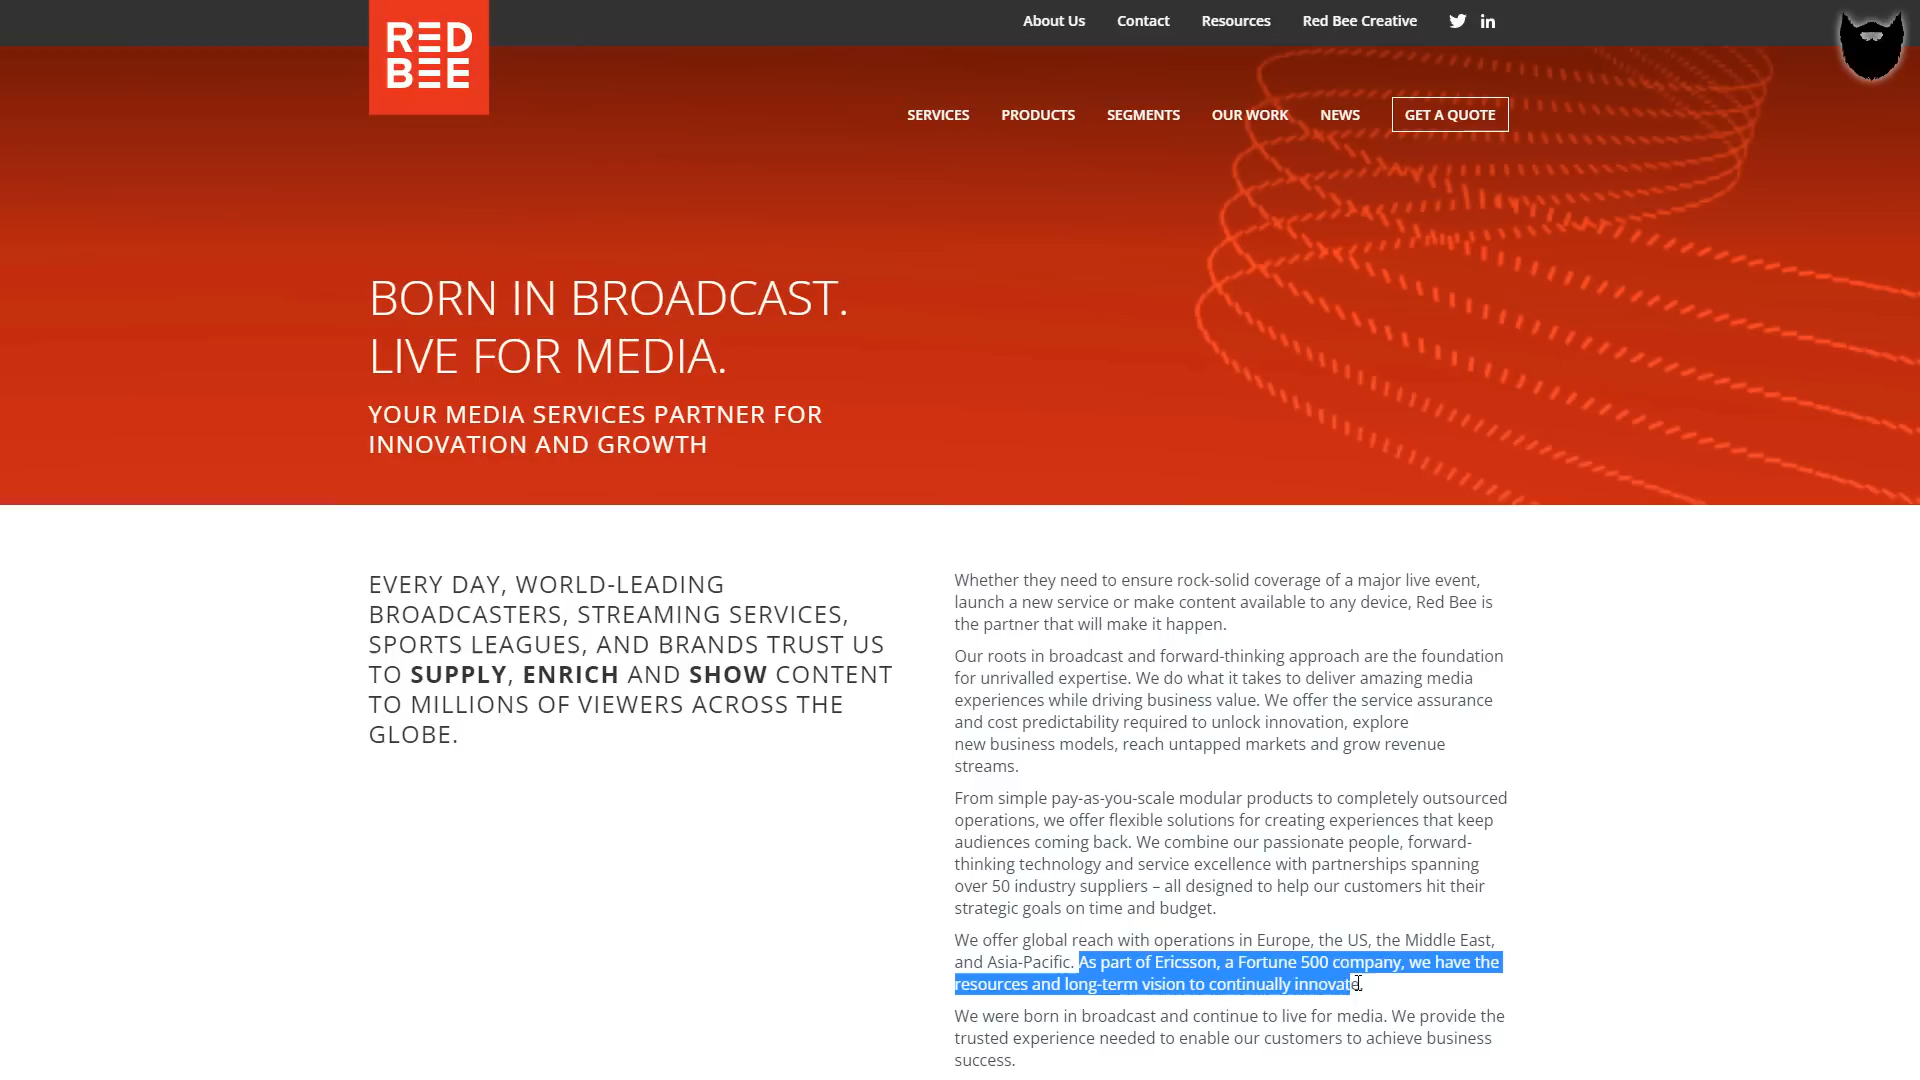 About Us Contact Resources Red Bee Creative
RED
BEE
SERVICES PRODUCTS SEGMENTS OUR WORK NEWS GET A QUOTE
BORN IN BROADCAST.
LIVE FOR MEDIA.
YOUR MEDIA SERVICES PARTNER FOR
INNOVATION AND GROWTH
EVERY DAY, WORLD-LEADING
BROADCASTERS, STREAMING SERVICES,
SPORTS LEAGUES, AND BRANDS TRUST US
TO SUPPLY, ENRICH AND SHOW CONTENT
TO MILLIONS OF VIEWERS ACROSS THE
GLOBE.
Whether they need to ensure rock-solid coverage of a major live event,
launch a new service or make content available to any device, Red Bee is
the partner that will make it happen.
Our roots in broadcast and forward-thinking approach are the foundation
for unrivalled expertise. We do what it takes to deliver amazing media
experiences while driving business value. We offer the service assurance
and cost predictability required to unlock innovation, explore
new business models, reach untapped markets and grow revenue
streams.
From simple pay-as-you-scale modular products to completely outsourced
operations, we offer flexible solutions for creating experiences that keep
audiences coming back. We combine our passionate people, forward-
thinking technology and service excellence with partnerships spanning
over 50 industry suppliers – all designed to help our customers hit their
strategic goals on time and budget.
We offer global reach with operations in Europe, the US, the Middle East,
and Asia-Pacific. As part of Ericsson, a Fortune 500 company, we have the
resources and long-term vision to continually innovate.
We were born in broadcast and continue to live for media. We provide the
trusted experience needed to enable our customers to achieve business
success.